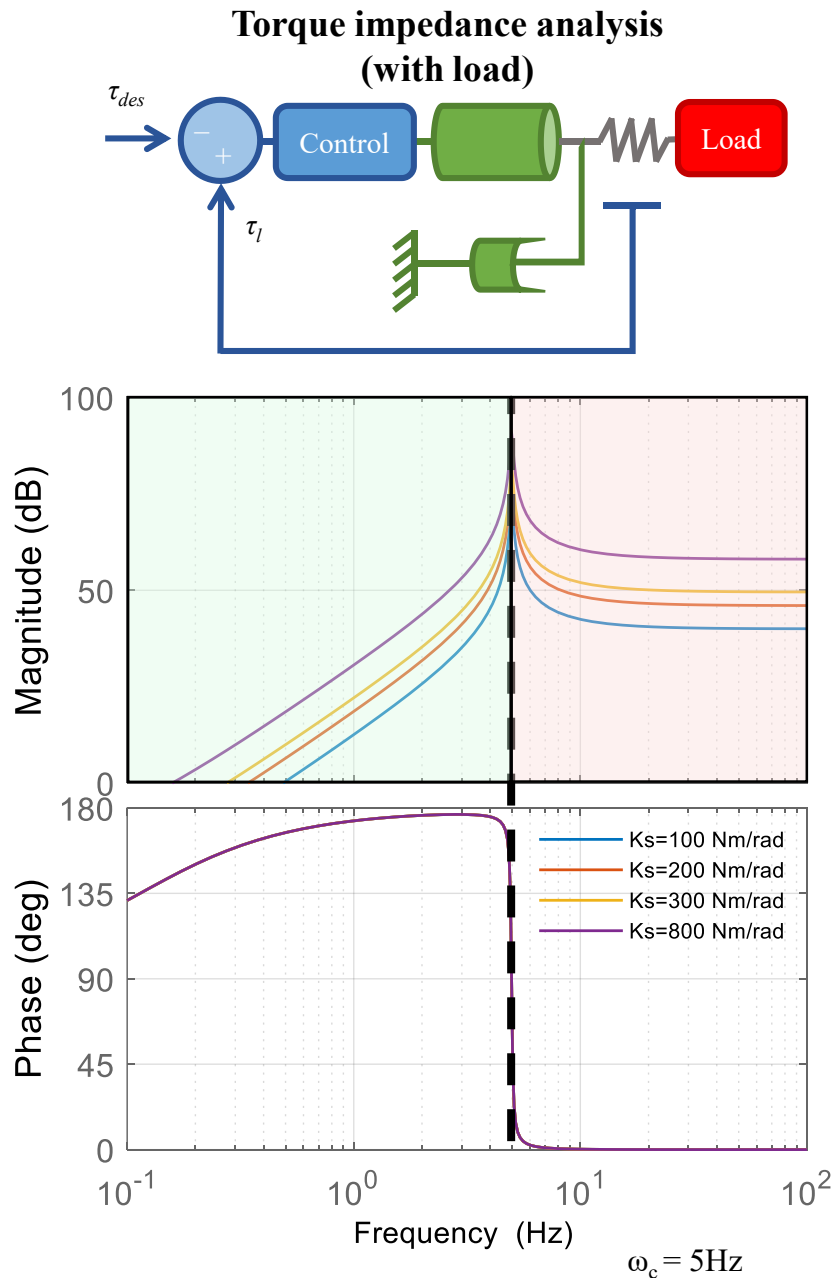 Torque impedance analysis
(with load)
τdes
−
+
Control
Load
τl
100
50
0
Magnitude (dB)
180
135
90
45
0
Phase (deg)
Ks=100 Nm/rad
Ks=200 Nm/rad
Ks=300 Nm/rad
Ks=800 Nm/rad
10⁻¹ 10⁰ 10¹ 10²
Frequency (Hz)
ωc = 5Hz